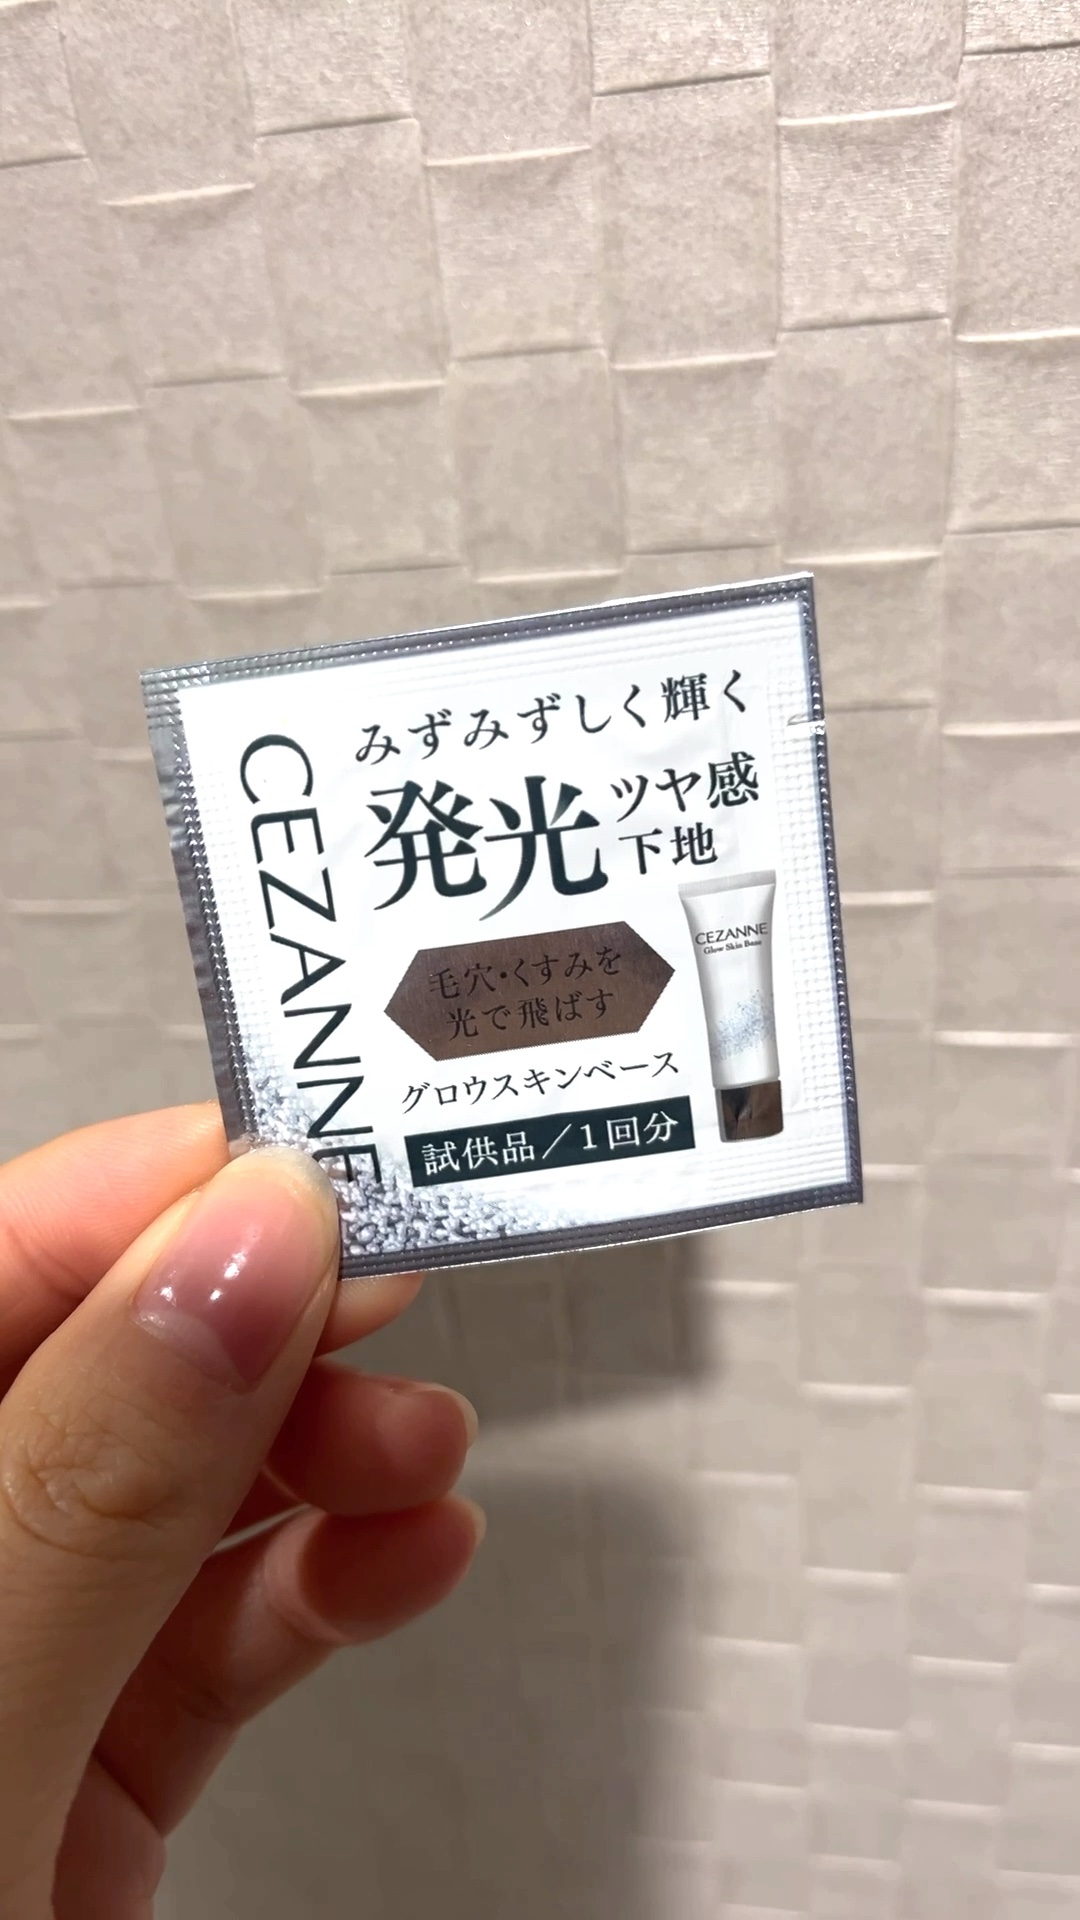 CEZANNE
みずみずしく輝く
発光ツヤ感
下地
毛穴・くすみを
光で飛ばす
グロウスキンベース
試供品／1回分
CEZANNE
Glow Skin Base